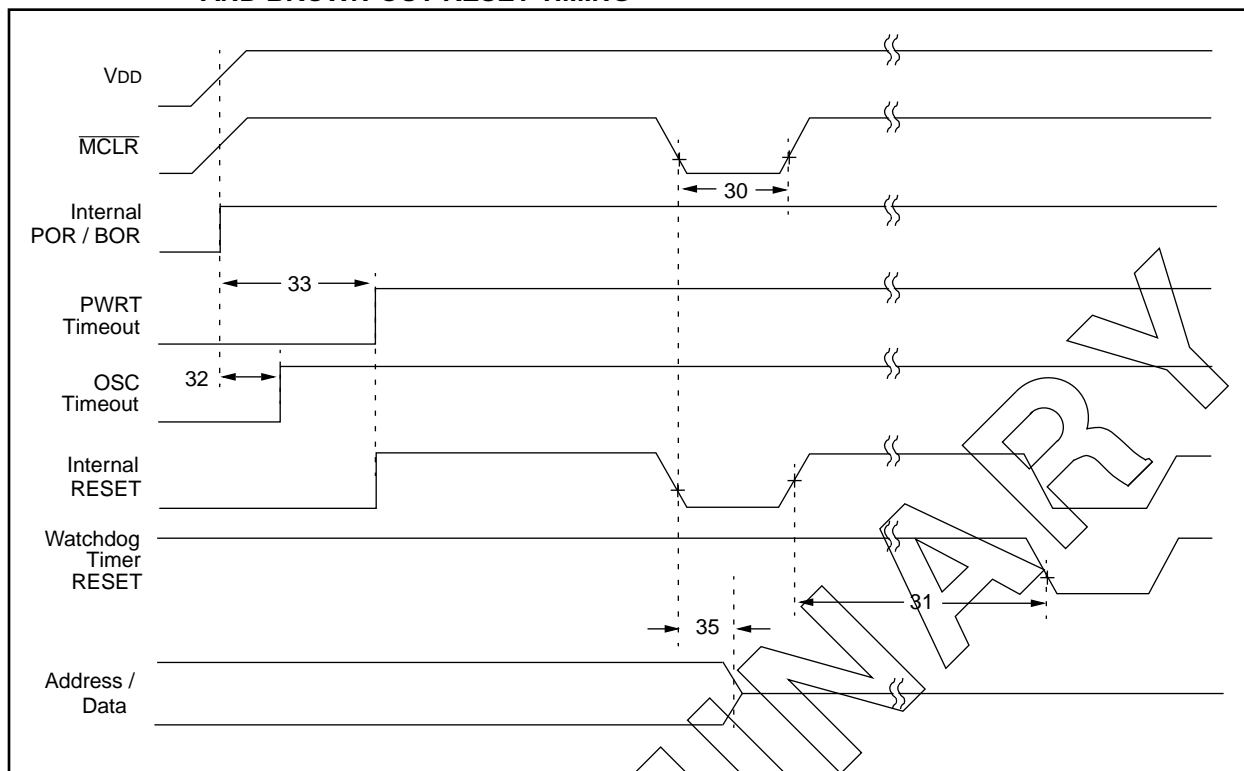 AND BROWN-OUT RESET TIMING
VDD
MCLR
30
Internal
POR / BOR
33
PWRT
Timeout
32
OSC
Timeout
Internal
RESET
Watchdog
Timer
RESET
31
35
Address /
Data
INARY